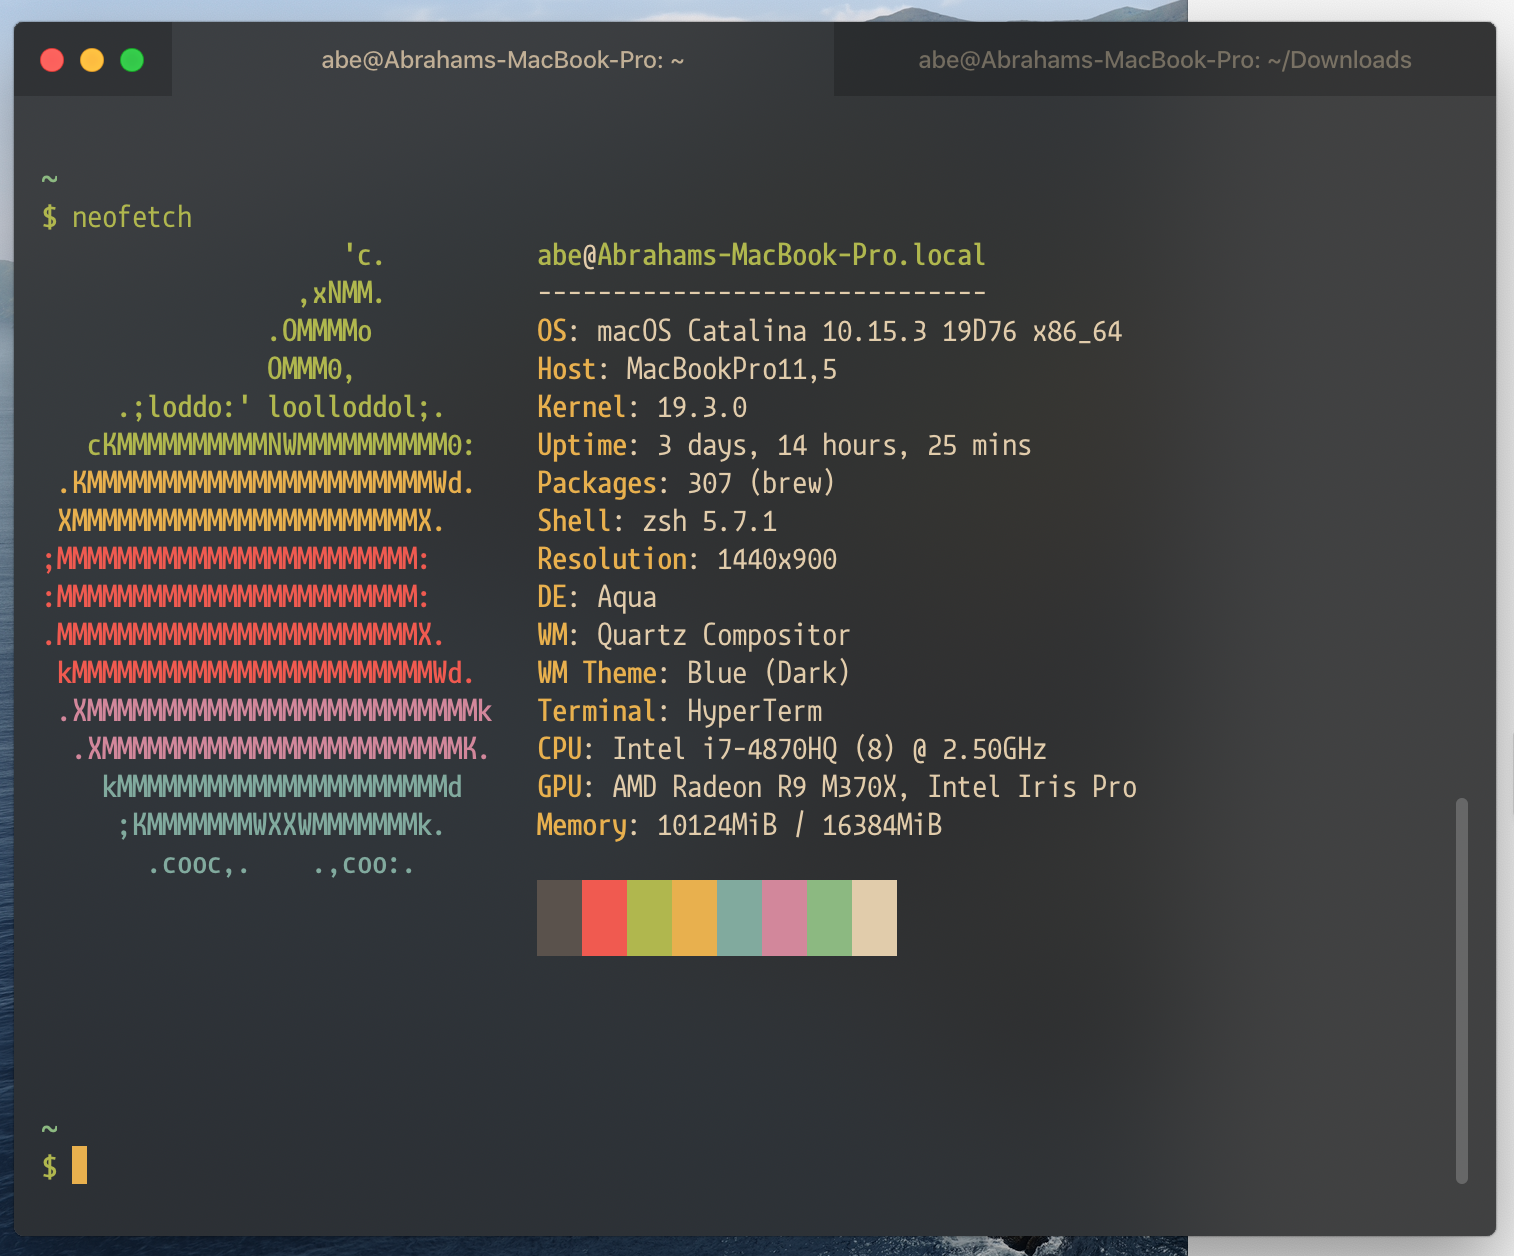 abe@Abrahams-MacBook-Pro: ~ abe@Abrahams-MacBook-Pro: ~/Downloads
~
$ neofetch
'c. abe@Abrahams-MacBook-Pro.local
,xNMM. ------------------------------
.OMMMMo OS: macOS Catalina 10.15.3 19D76 x86_64
OMMM0, Host: MacBookPro11,5
.;loddo:' loolloddol;. Kernel: 19.3.0
cKMMMMMMMMMMNWMMMMMMMMMM0: Uptime: 3 days, 14 hours, 25 mins
.KMMMMMMMMMMMMMMMMMMMMMMMWd. Packages: 307 (brew)
XMMMMMMMMMMMMMMMMMMMMMMMX. Shell: zsh 5.7.1
;MMMMMMMMMMMMMMMMMMMMMMMM: Resolution: 1440x900
:MMMMMMMMMMMMMMMMMMMMMMMM: DE: Aqua
.MMMMMMMMMMMMMMMMMMMMMMMMX. WM: Quartz Compositor
kMMMMMMMMMMMMMMMMMMMMMMMMWd. WM Theme: Blue (Dark)
.XMMMMMMMMMMMMMMMMMMMMMMMMMMk Terminal: HyperTerm
.XMMMMMMMMMMMMMMMMMMMMMMMMK. CPU: Intel i7-4870HQ (8) @ 2.50GHz
kMMMMMMMMMMMMMMMMMMMMMMd GPU: AMD Radeon R9 M370X, Intel Iris Pro
;KMMMMMMMWXXWMMMMMMMk. Memory: 10124MiB / 16384MiB
.cooc,. .,coo:.
~
$